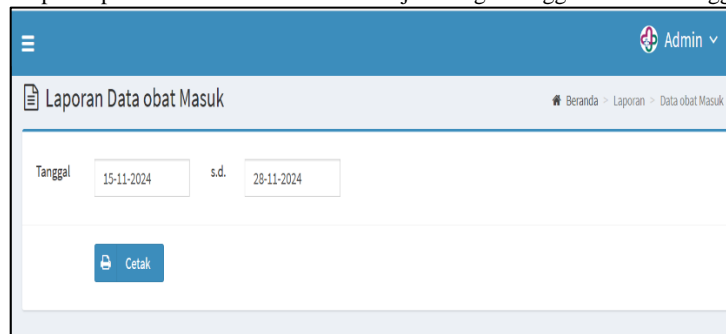 Admin
Laporan Data obat Masuk
Beranda > Laporan > Data obat Masuk
Tanggal 15-11-2024 s.d. 28-11-2024
Cetak